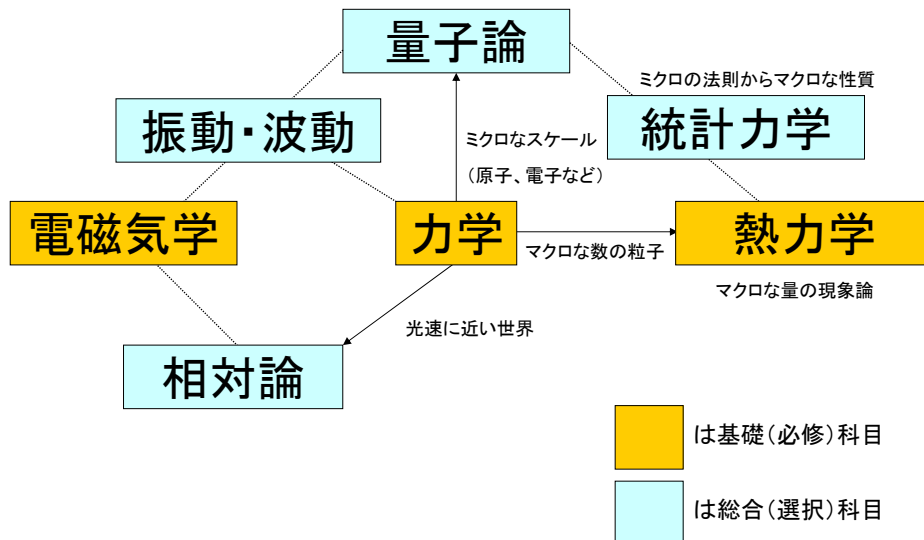 量子論
ミクロの法則からマクロな性質
振動・波動
ミクロなスケール
（原子、電子など）
統計力学
電磁気学
力学
マクロな数の粒子
熱力学
マクロな量の現象論
光速に近い世界
相対論
は基礎（必修）科目
は総合（選択）科目